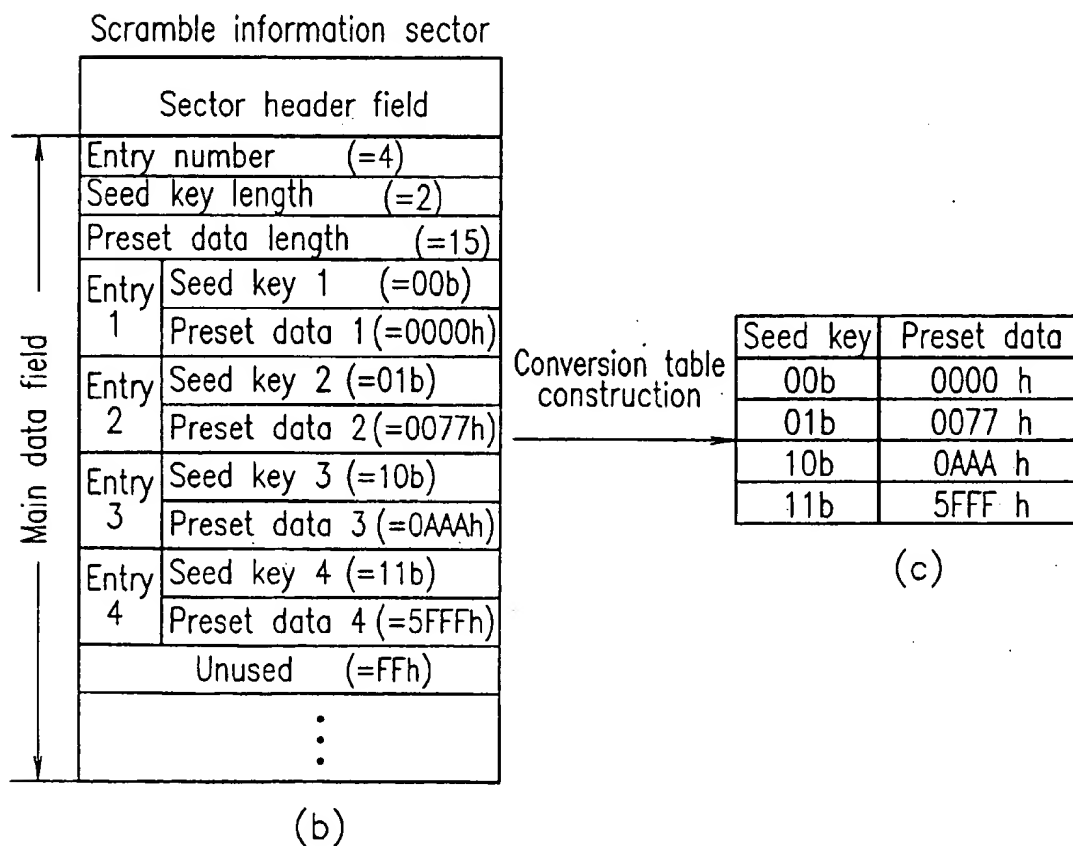 Scramble information sector
Sector header field
Main data field
Entry number (=4)
Seed key length (=2)
Preset data length (=15)
Entry 1
Seed key 1 (=00b)
Preset data 1 (=0000h)
Entry 2
Seed key 2 (=01b)
Preset data 2 (=0077h)
Entry 3
Seed key 3 (=10b)
Preset data 3 (=0AAAh)
Entry 4
Seed key 4 (=11b)
Preset data 4 (=5FFFh)
Unused (=FFh)
(b)
Conversion table
construction
Seed key Preset data
00b 0000 h
01b 0077 h
10b 0AAA h
11b 5FFF h
(c)